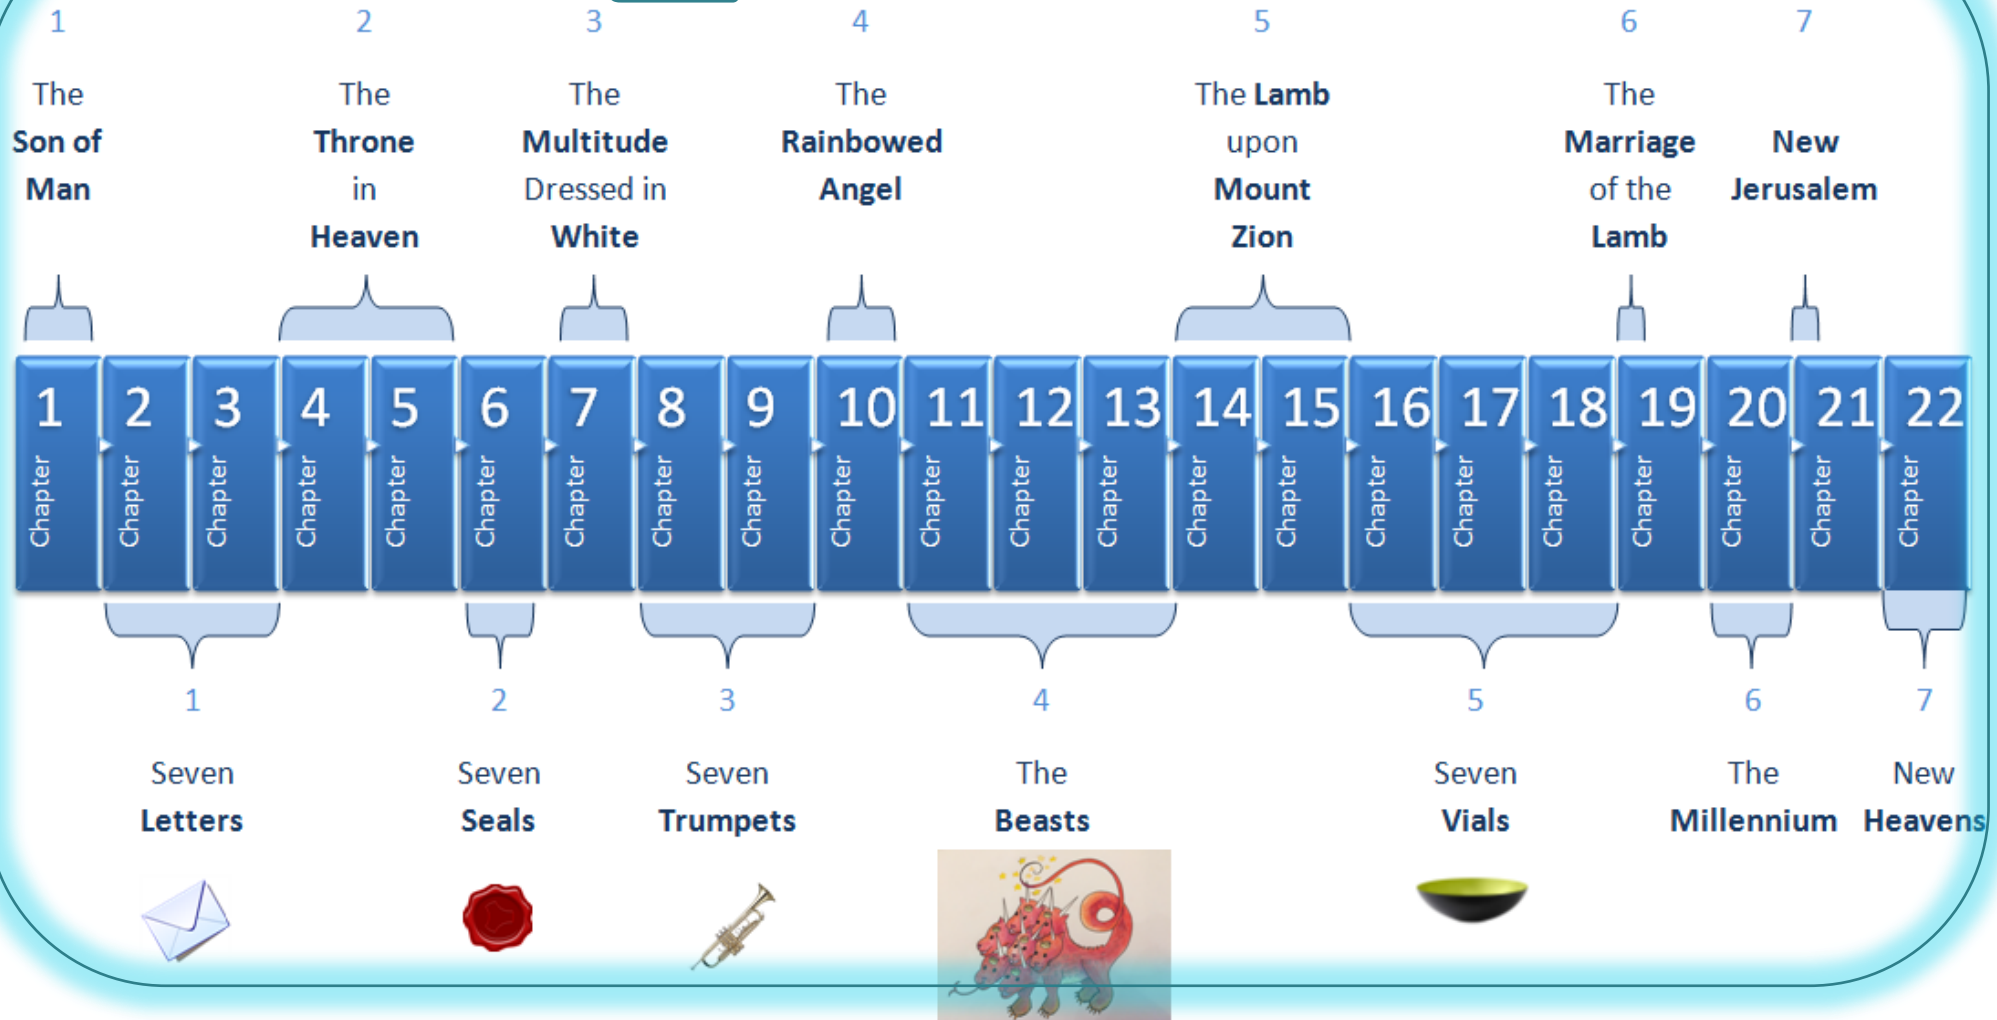 1 2 3 4 5 6 7
The The The The The Lamb The
Son of Throne Multitude Rainbowed upon Marriage New
Man in Dressed in Angel Mount of the Jerusalem
Heaven White Zion Lamb
1 2 3 4 5 6 7 8 9 10 11 12 13 14 15 16 17 18 19 20 21 22
Chapter Chapter Chapter Chapter Chapter Chapter Chapter Chapter Chapter Chapter Chapter Chapter Chapter Chapter Chapter Chapter Chapter Chapter Chapter Chapter Chapter Chapter
1 2 3 4 5 6 7
Seven Seven Seven The Seven The New
Letters Seals Trumpets Beasts Vials Millennium Heavens